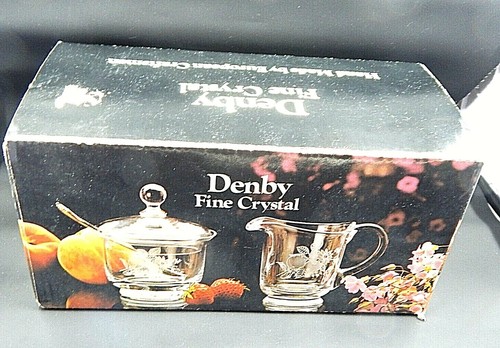 Hand Made by European Craftsmen
Denby
Fine Crystal
Denby
Fine Crystal